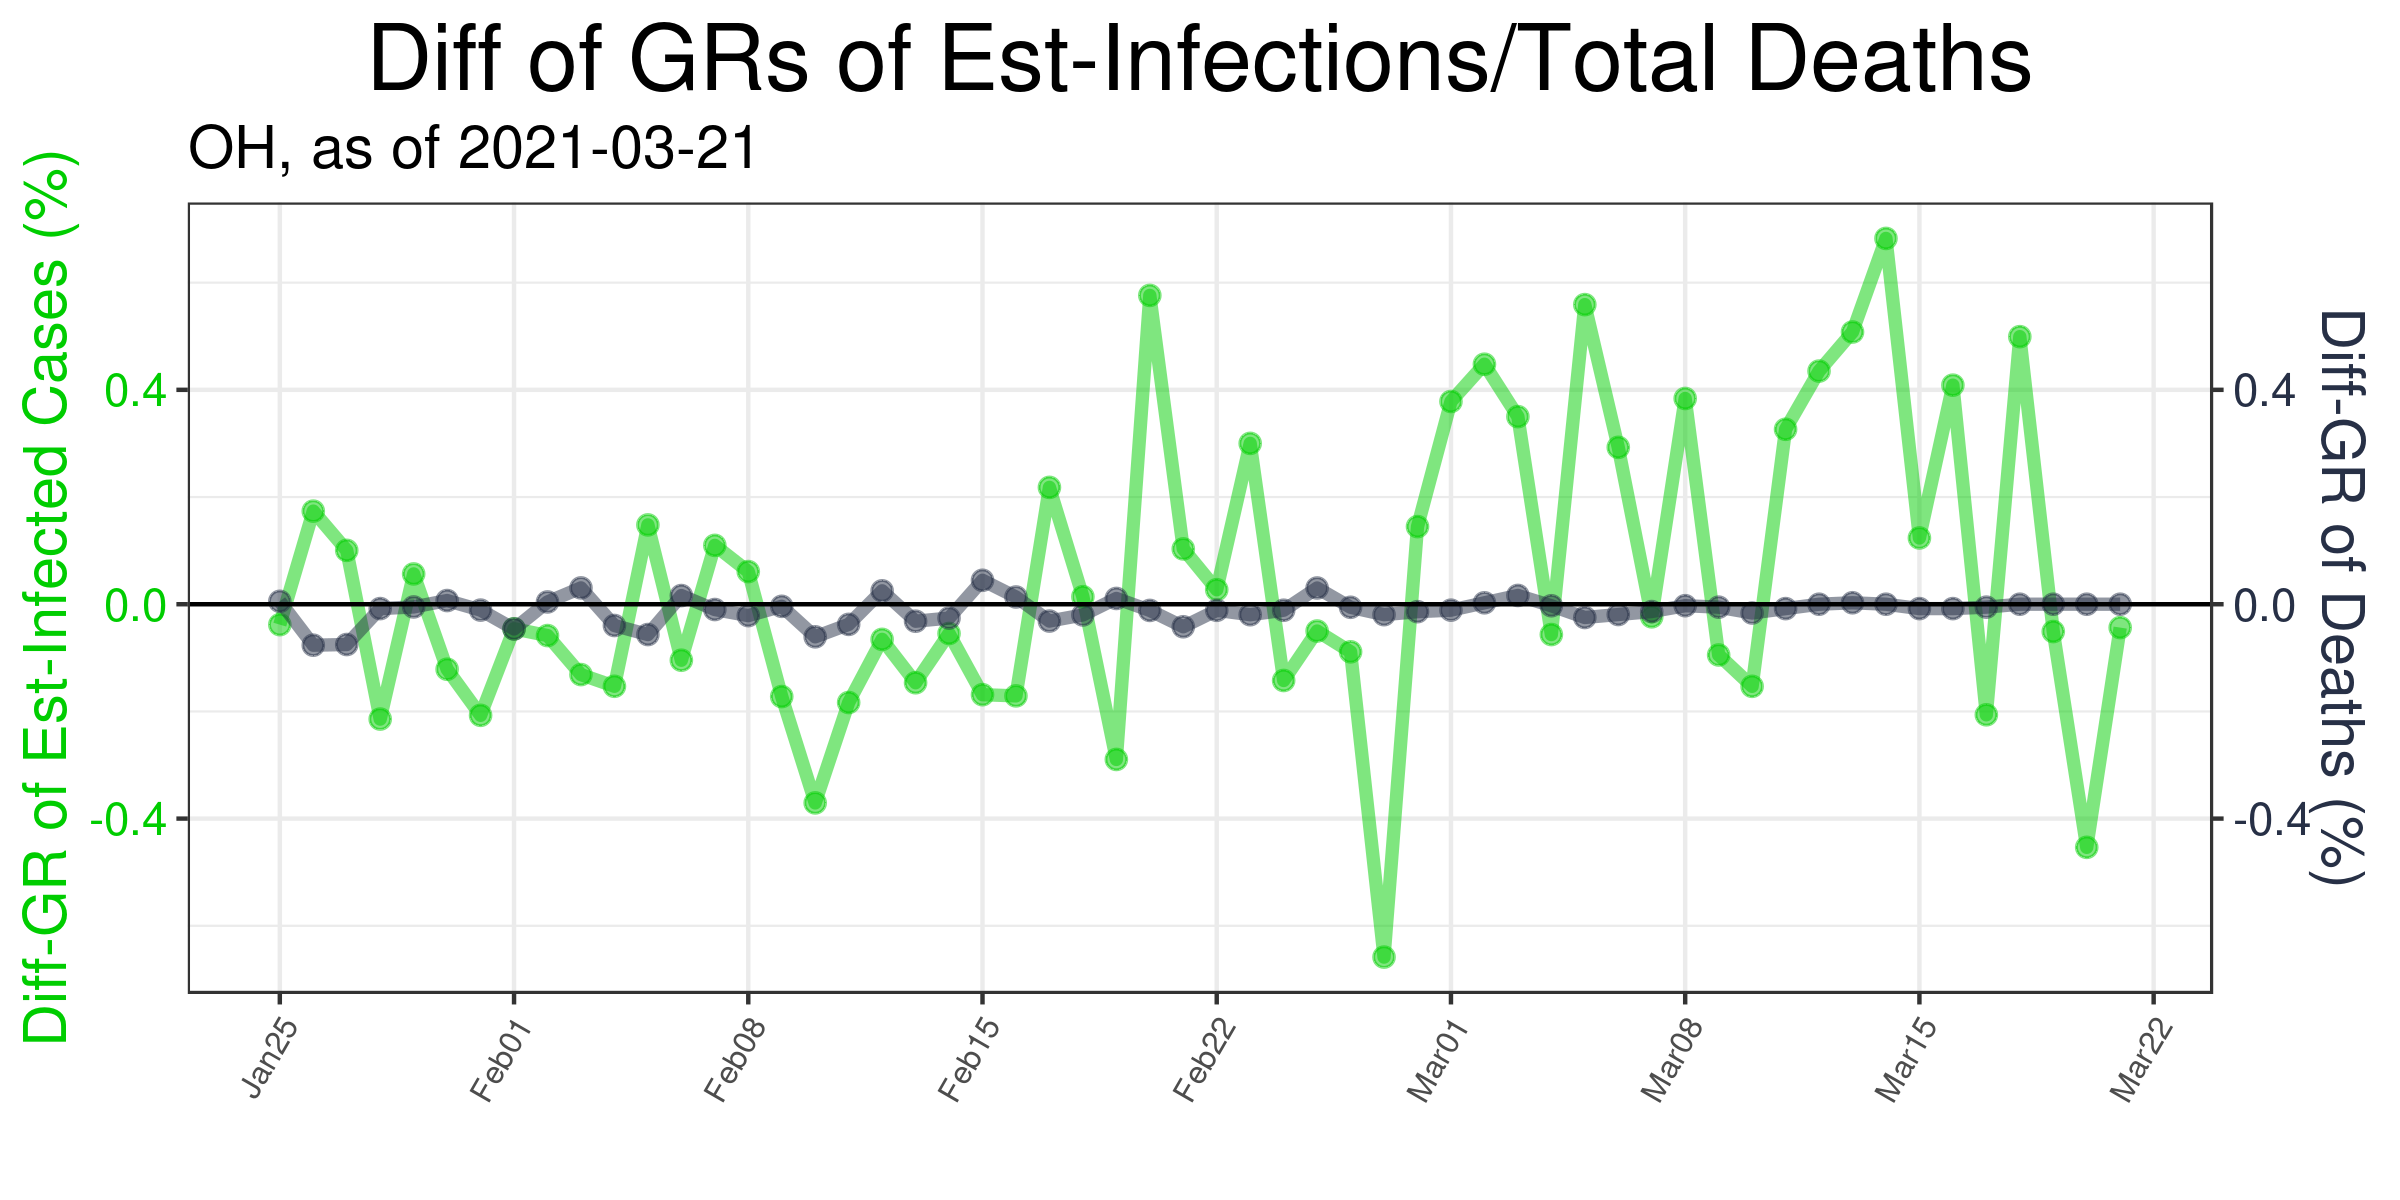 Diff of GRs of Est-Infections/Total Deaths
OH, as of 2021-03-21
Diff-GR of Est-Infected Cases (%)
0.4
0.0
-0.4
0.4
0.0
-0.4
Diff-GR of Deaths (%)
Jan25
Feb01
Feb08
Feb15
Feb22
Mar01
Mar08
Mar15
Mar22